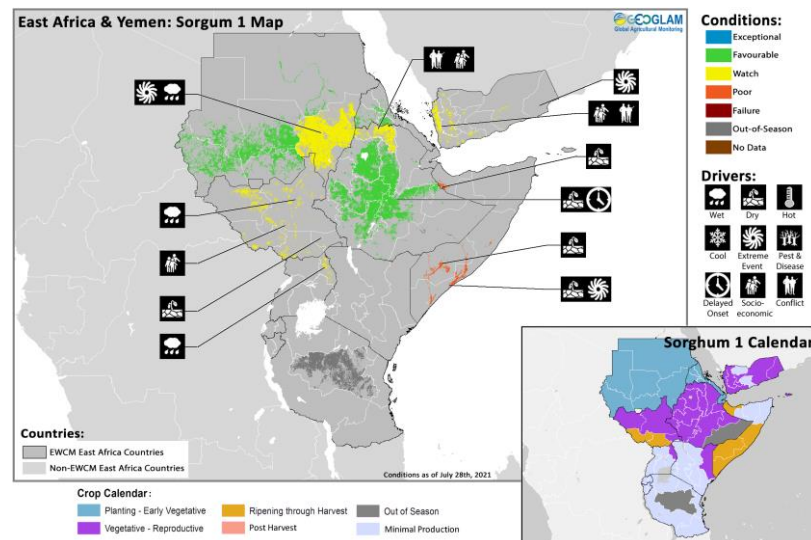 East Africa & Yemen: Sorgum 1 Map
GEOGLAM
Global Agricultural Monitoring
Conditions:
Exceptional
Favourable
Watch
Poor
Failure
Out-of-Season
No Data
Drivers:
Wet
Dry
Hot
Cool
Extreme
Event
Pest &
Disease
Delayed
Onset
Socio-
economic
Conflict
Sorghum 1 Calendar
Countries:
EWCM East Africa Countries
Non-EWCM East Africa Countries
Conditions as of July 28th, 2021
Crop Calendar:
Planting - Early Vegetative
Ripening through Harvest
Out of Season
Vegetative - Reproductive
Post Harvest
Minimal Production